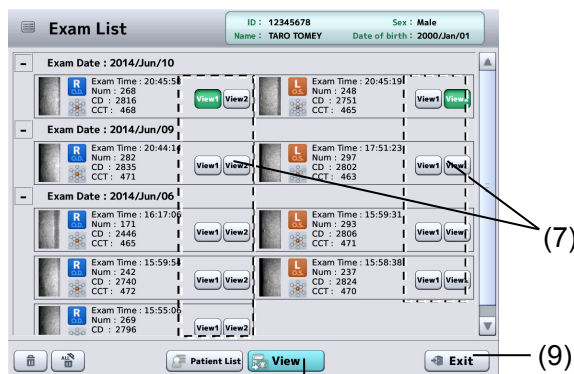 Exam List
ID : 12345678 Sex : Male
Name : TARO TOMEY Date of birth : 2000/Jan/01
- Exam Date : 2014/Jun/10
R O.D. Exam Time : 20:45:58
Num : 268
CD : 2816
CCT : 468
View1 View2
L O.S. Exam Time : 20:45:19
Num : 248
CD : 2751
CCT : 465
View1 View2
- Exam Date : 2014/Jun/09
R O.D. Exam Time : 20:44:14
Num : 282
CD : 2835
CCT : 471
View1 View2
L O.S. Exam Time : 17:51:23
Num : 297
CD : 2802
CCT : 463
View1 View2
(7)
- Exam Date : 2014/Jun/06
R O.D. Exam Time : 16:17:06
Num : 171
CD : 2446
CCT : 465
View1 View2
L O.S. Exam Time : 15:59:31
Num : 293
CD : 2806
CCT : 471
View1 View2
R O.D. Exam Time : 15:59:54
Num : 242
CD : 2740
CCT : 472
View1 View2
L O.S. Exam Time : 15:58:38
Num : 237
CD : 2824
CCT : 470
View1 View2
R O.D. Exam Time : 15:55:06
Num : 269
CD : 2796
View1 View2
ALL Patient List View Exit (9)